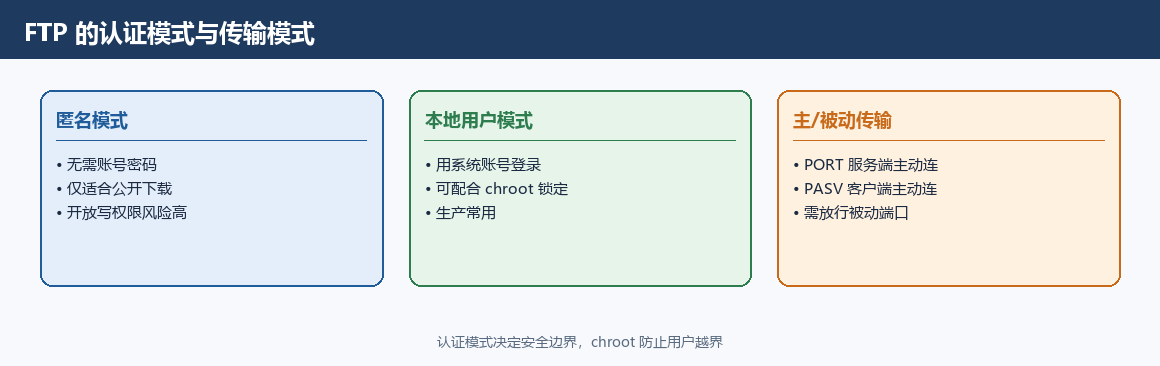 FTP 的认证模式与传输模式
匿名模式
• 无需账号密码
• 仅适合公开下载
• 开放写权限风险高
本地用户模式
• 用系统账号登录
• 可配合 chroot 锁定
• 生产常用
主/被动传输
• PORT 服务端主动连
• PASV 客户端主动连
• 需放行被动端口
认证模式决定安全边界，chroot 防止用户越界